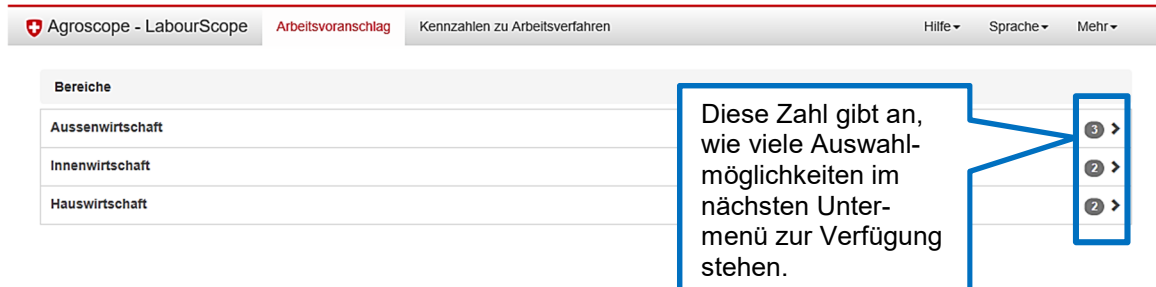 Agroscope - LabourScope Arbeitsvoranschlag Kennzahlen zu Arbeitsverfahren Hilfe Sprache Mehr
Bereiche
Aussenwirtschaft 3
Innenwirtschaft 2
Hauswirtschaft 2
Diese Zahl gibt an,
wie viele Auswahl-
möglichkeiten im
nächsten Unter-
menü zur Verfügung
stehen.